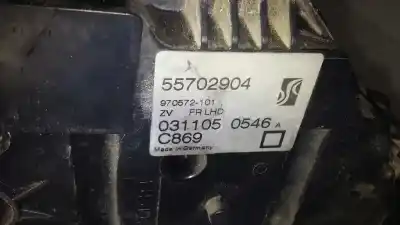 55702904
970572-101
ZV FR LHD
031105 0546 A
C869
Made in Germany